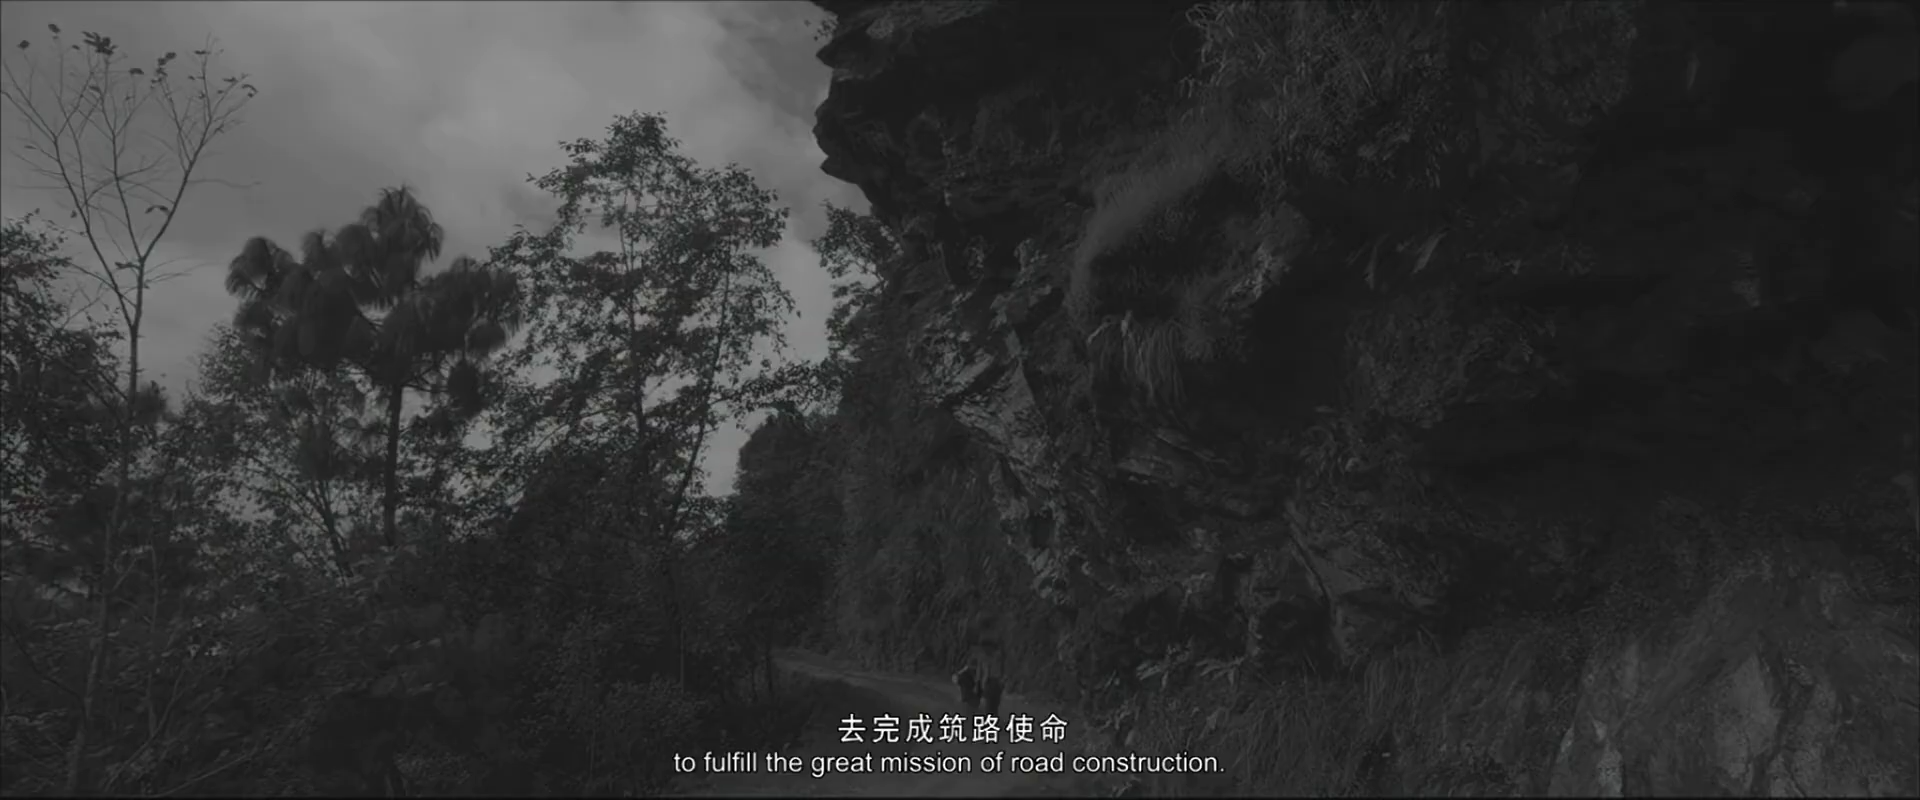 去完成筑路使命
to fulfill the great mission of road construction.